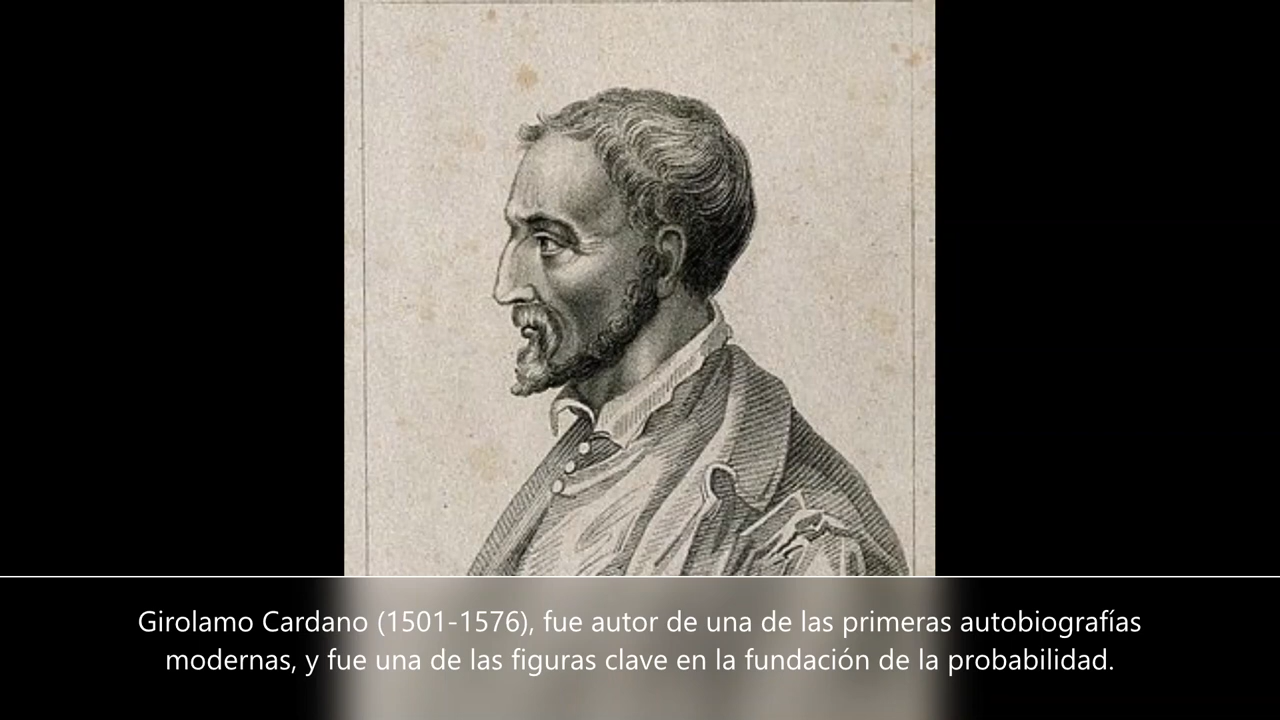 Girolamo Cardano (1501-1576), fue autor de una de las primeras autobiografías
modernas, y fue una de las figuras clave en la fundación de la probabilidad.